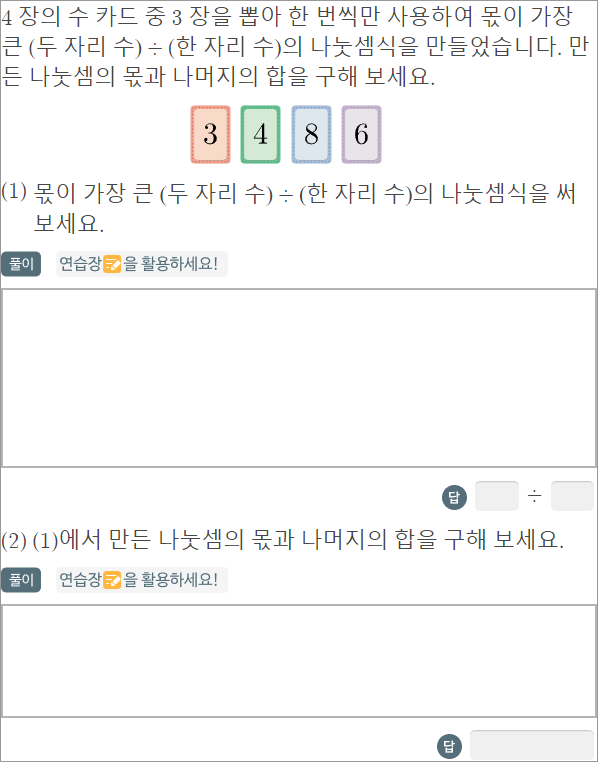 4 장의 수 카드 중 3 장을 뽑아 한 번씩만 사용하여 몫이 가장
큰 (두 자리 수) ÷ (한 자리 수)의 나눗셈식을 만들었습니다. 만
든 나눗셈의 몫과 나머지의 합을 구해 보세요.
3 4 8 6
(1) 몫이 가장 큰 (두 자리 수) ÷ (한 자리 수)의 나눗셈식을 써
보세요.
풀이 연습장을 활용하세요!
답 ÷
(2) (1)에서 만든 나눗셈의 몫과 나머지의 합을 구해 보세요.
풀이 연습장을 활용하세요!
답